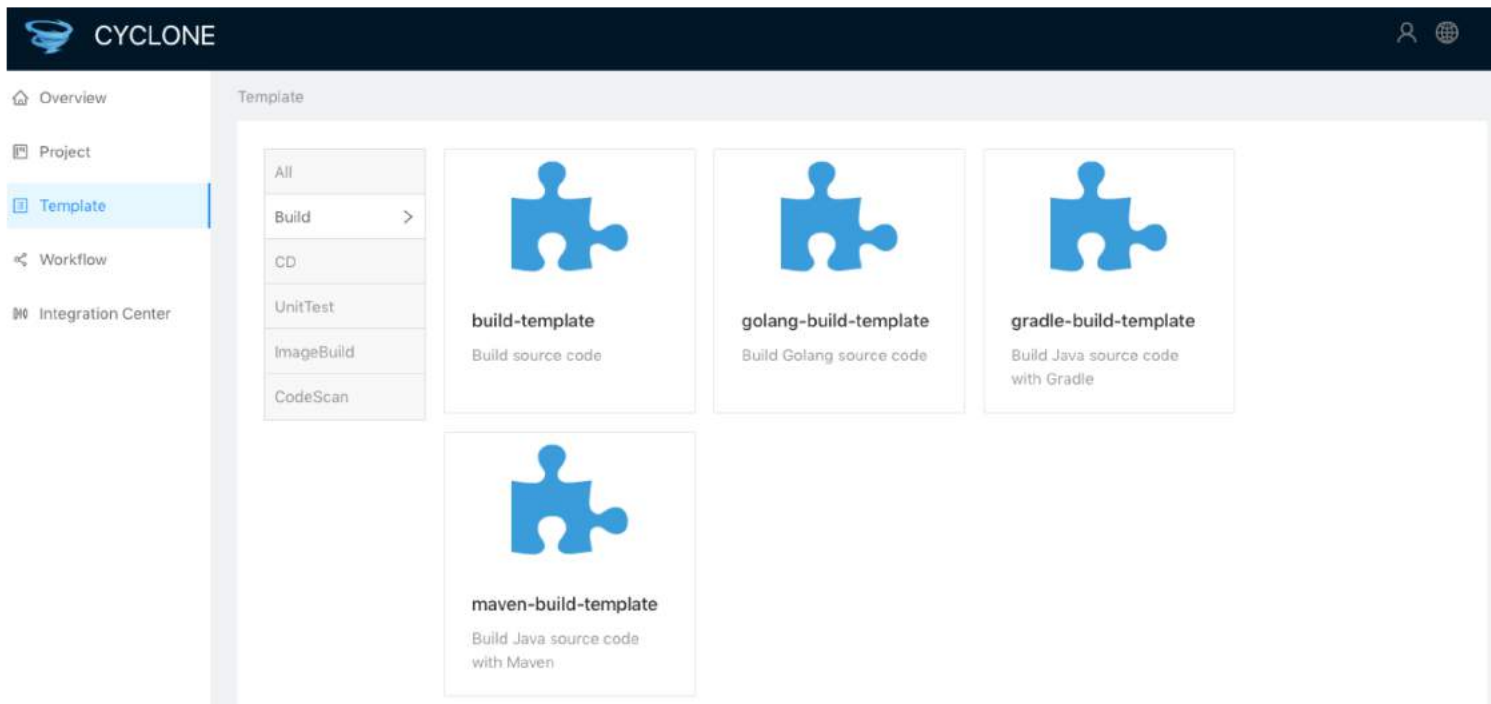 CYCLONE
Overview
Project
Template
Workflow
Integration Center
Template
All
Build
CD
UnitTest
ImageBuild
CodeScan
build-template
Build source code
golang-build-template
Build Golang source code
gradle-build-template
Build Java source code
with Gradle
maven-build-template
Build Java source code
with Maven